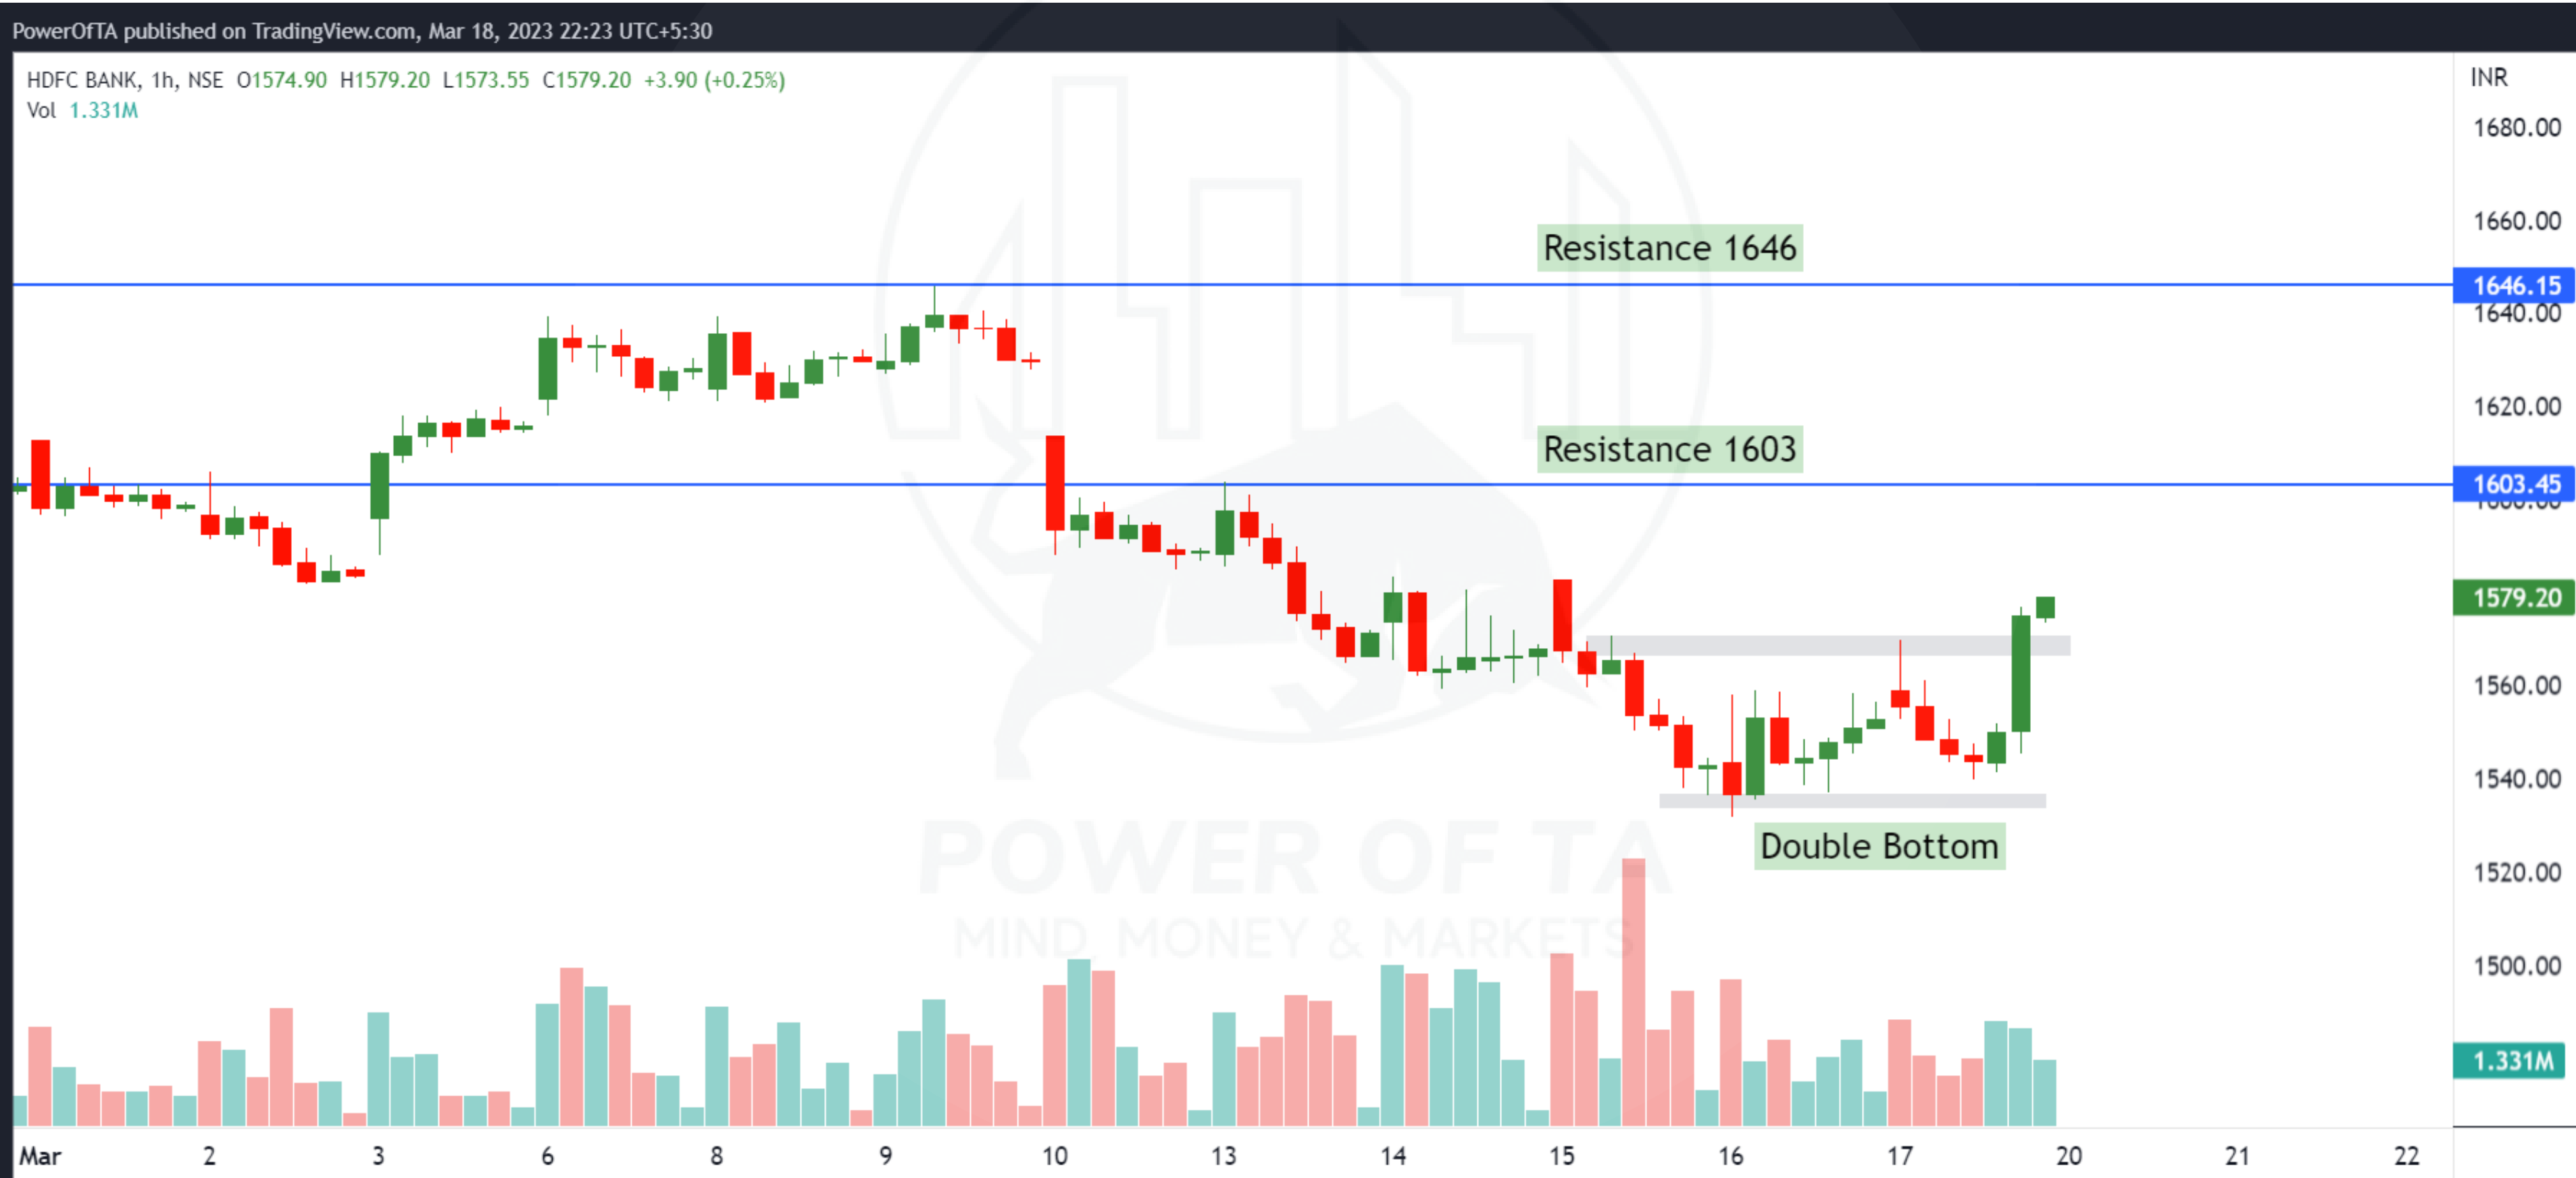 PowerOfTA published on TradingView.com, Mar 18, 2023 22:23 UTC+5:30
HDFC BANK, 1h, NSE O1574.90 H1579.20 L1573.55 C1579.20 +3.90 (+0.25%)
INR
Vol 1.331M
1680.00
1660.00
Resistance 1646
1646.15
1640.00
1620.00
Resistance 1603
1603.45
1600.00
1579.20
1560.00
1540.00
Double Bottom
1520.00
POWER OF TA
MIND, MONEY & MARKETS
1500.00
1.331M
Mar 2 3 6 8 9 10 13 14 15 16 17 20 21 22